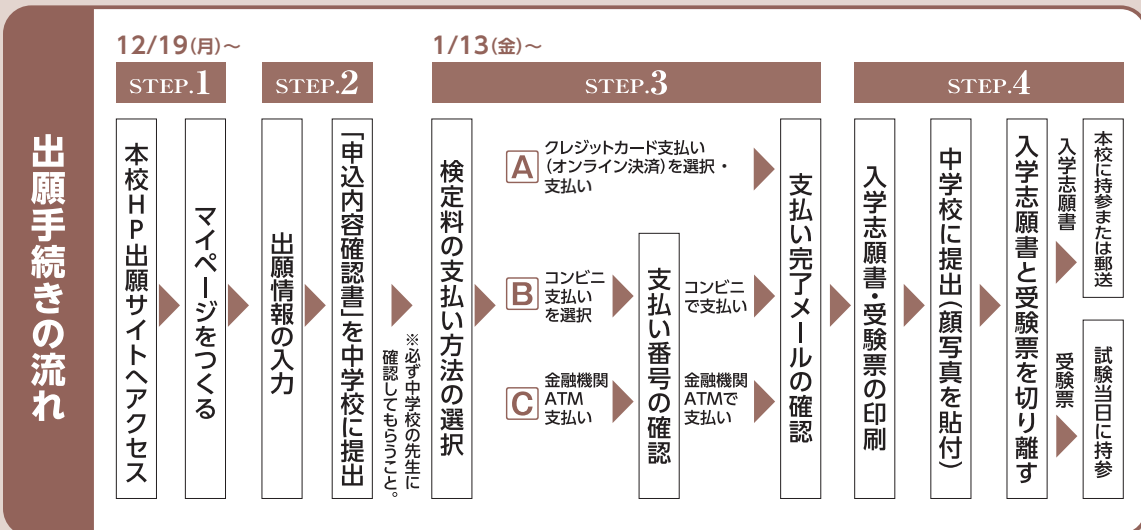 出願手続きの流れ
12/19(月)~
STEP.1
本校HP出願サイトへアクセス
マイページをつくる
STEP.2
出願情報の入力
「申込内容確認書」を中学校に提出
※必ず中学校の先生に
確認してもらうこと。
1/13(金)~
STEP.3
検定料の支払い方法の選択
A
クレジットカード支払い
(オンライン決済)を選択・
支払い
B
コンビニ
支払い
を選択
C
金融機関
ATM
支払い
支払い番号の確認
コンビニ
で支払い
金融機関
ATMで
支払い
支払い完了メールの確認
STEP.4
入学志願書・受験票の印刷
中学校に提出(顔写真を貼付)
入学志願書と受験票を切り離す
入学志願書
本校に持参または郵送
受験票
試験当日に持参